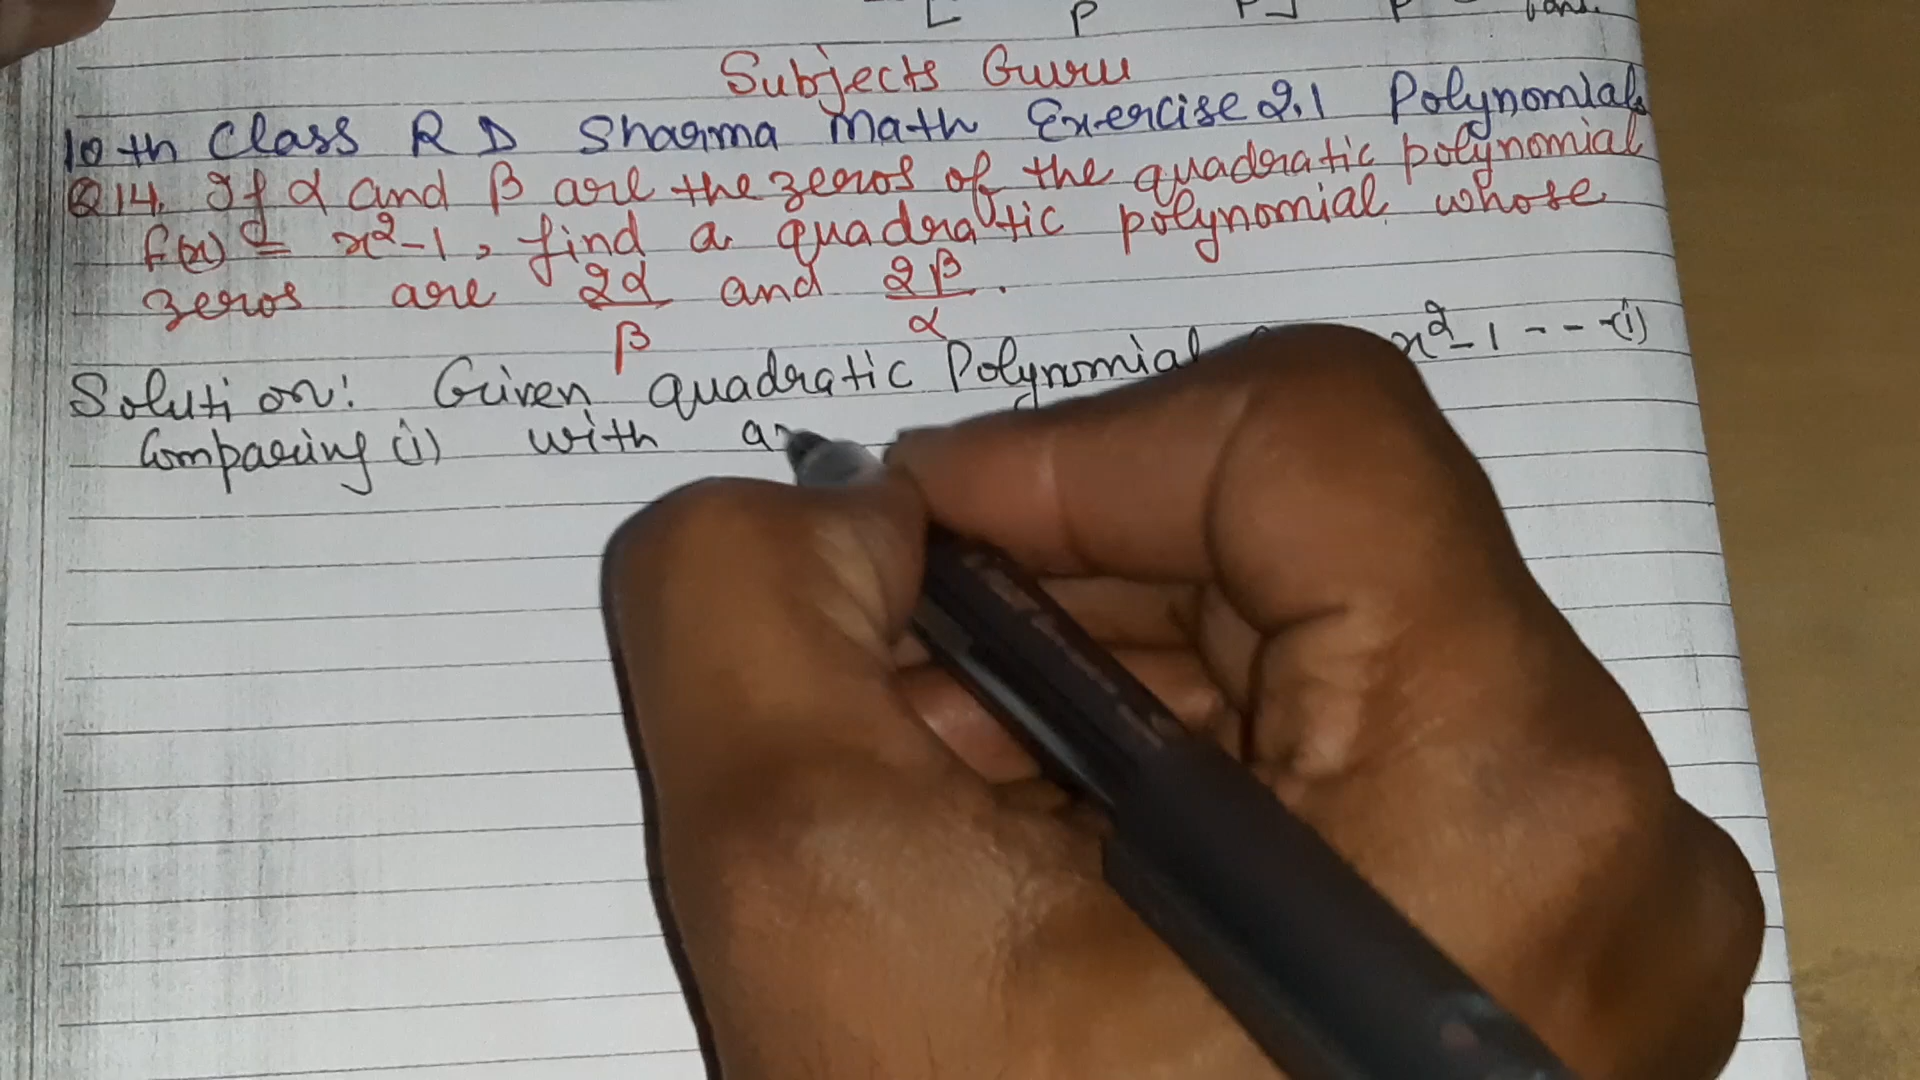 Subjects Guru
10th Class R D Sharma Math Exercise 2.1 Polynomials
Q14. If α and β are the zeros of the quadratic polynomial
f(x) = x²-1, find a quadratic polynomial whose
zeros are 2α/β and 2β/α.
Solution: Given quadratic Polynomial x²-1 ---(i)
Comparing (i) with